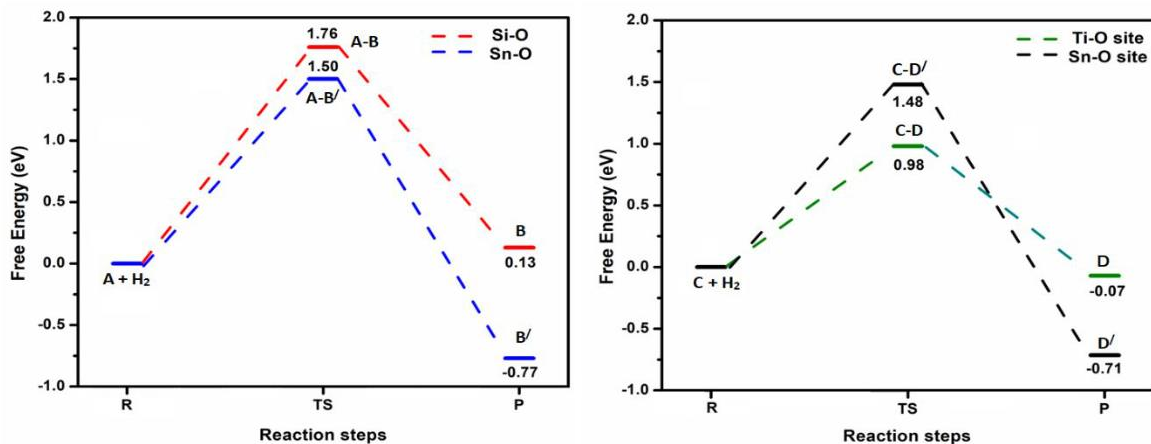 2.0
1.5
1.0
0.5
0.0
-0.5
-1.0
Free Energy (eV)
1.76
A-B
1.50
A-B/
Si-O
Sn-O
A + H₂
B
0.13
B/
-0.77
R
TS
P
Reaction steps
2.0
1.5
1.0
0.5
0.0
-0.5
-1.0
Free Energy (eV)
Ti-O site
Sn-O site
C-D/
1.48
C-D
0.98
C + H₂
D
-0.07
D/
-0.71
R
TS
P
Reaction steps